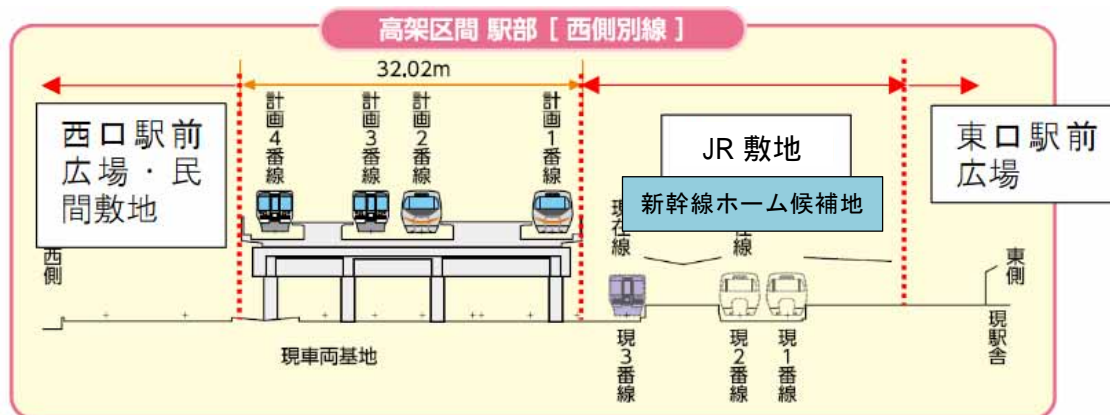 高架区間 駅部 [ 西側別線 ]
32.02m
西口駅前
広場・民
間敷地
計画4番線
計画3番線
計画2番線
計画1番線
JR 敷地
新幹線ホーム候補地
東口駅前
広場
現在線
在線
西側
東側
現車両基地
現3番線
現2番線
現1番線
現駅舎